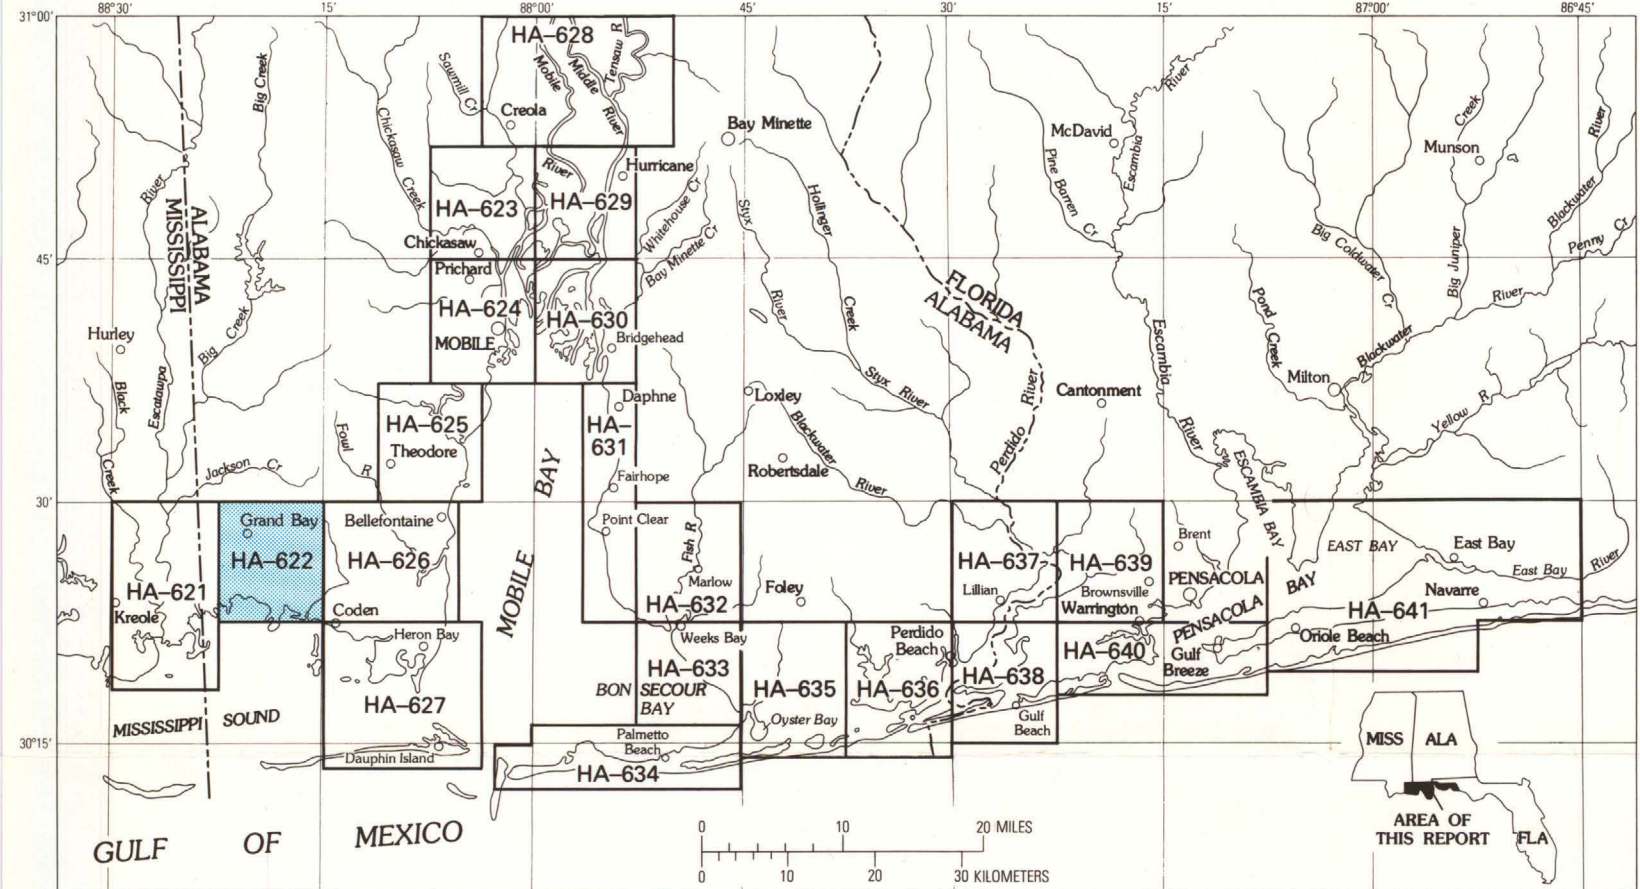 88°30' 15' 88°00' 45' 30' 15' 87°00' 86°45'
31°00'
HA–628
Sawmill Cr
Mobile
Middle
River
Tensaw R
Creola
Big Creek
Chickasaw Creek
Bay Minette
McDavid
Escambia
River
Pine Barren Cr
Munson
Creek
Blackwater
River
River
Hurricane
River
ALABAMA
MISSISSIPPI
HA–623
HA–629
Whitehouse Cr
Styx
River
Hollinger
Creek
Chickasaw
45'
Prichard
Bay Minette Cr
Big Coldwater Cr
Big Juniper
Penny Cr
River
FLORIDA
ALABAMA
HA–624
HA–630
MOBILE
Bridgehead
Hurley
Big Creek
Black
Creek
Escatawpa
Pond Creek
Escambia
River
Blackwater
Milton
Styx River
Perdido
River
Cantonment
Daphne
Loxley
Yellow R
HA–625
Theodore
Fowl
R
HA–
631
Blackwater
River
Robertsdale
Jackson Cr
Fairhope
BAY
MOBILE
ESCAMBIA BAY
30'
Grand Bay
HA–622
Bellefontaine
HA–626
Point Clear
Fish R
Brent
EAST BAY
East Bay
East Bay
River
HA–621
Kreole
HA–637
HA–639
Marlow
HA–632
Foley
Lillian
Brownsville
Warrington
PENSACOLA
PENSACOLA
BAY
Navarre
HA–641
Coden
Heron Bay
Weeks Bay
Perdido
Beach
Oriole Beach
HA–627
HA–633
BON SECOUR
BAY
HA–635
HA–636
HA–638
HA–640
Gulf
Breeze
MISSISSIPPI SOUND
Oyster Bay
Gulf
Beach
30°15'
Dauphin Island
Palmetto
Beach
HA–634
MISS ALA
FLA
AREA OF
THIS REPORT
GULF OF MEXICO
0 10 20 MILES
0 10 20 30 KILOMETERS